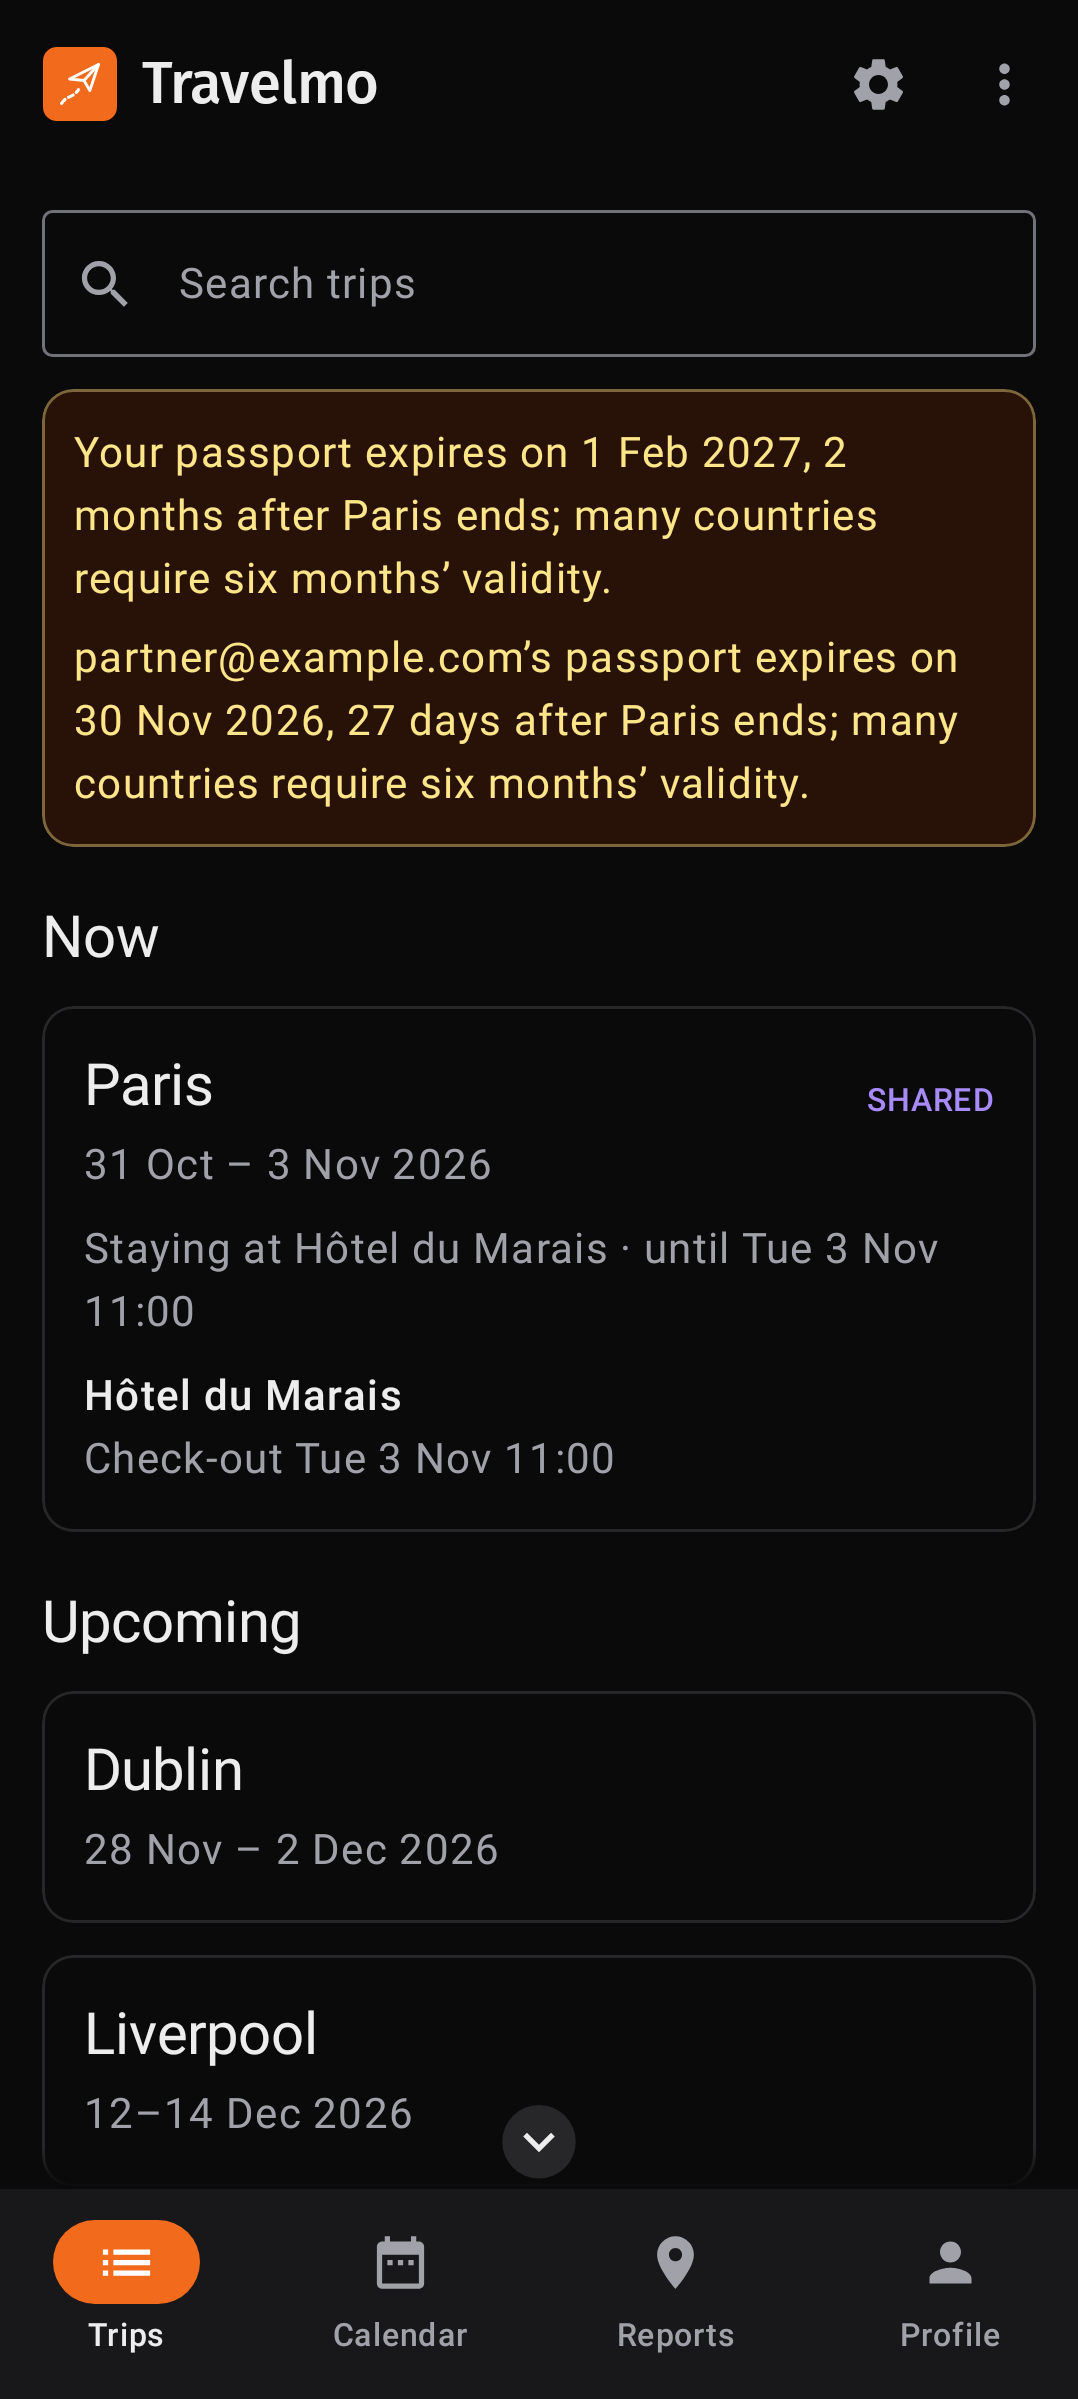 Travelmo
Search trips
Your passport expires on 1 Feb 2027, 2
months after Paris ends; many countries
require six months’ validity.
partner@example.com’s passport expires on
30 Nov 2026, 27 days after Paris ends; many
countries require six months’ validity.
Now
Paris
SHARED
31 Oct – 3 Nov 2026
Staying at Hôtel du Marais · until Tue 3 Nov
11:00
Hôtel du Marais
Check-out Tue 3 Nov 11:00
Upcoming
Dublin
28 Nov – 2 Dec 2026
Liverpool
12–14 Dec 2026
Trips
Calendar
Reports
Profile